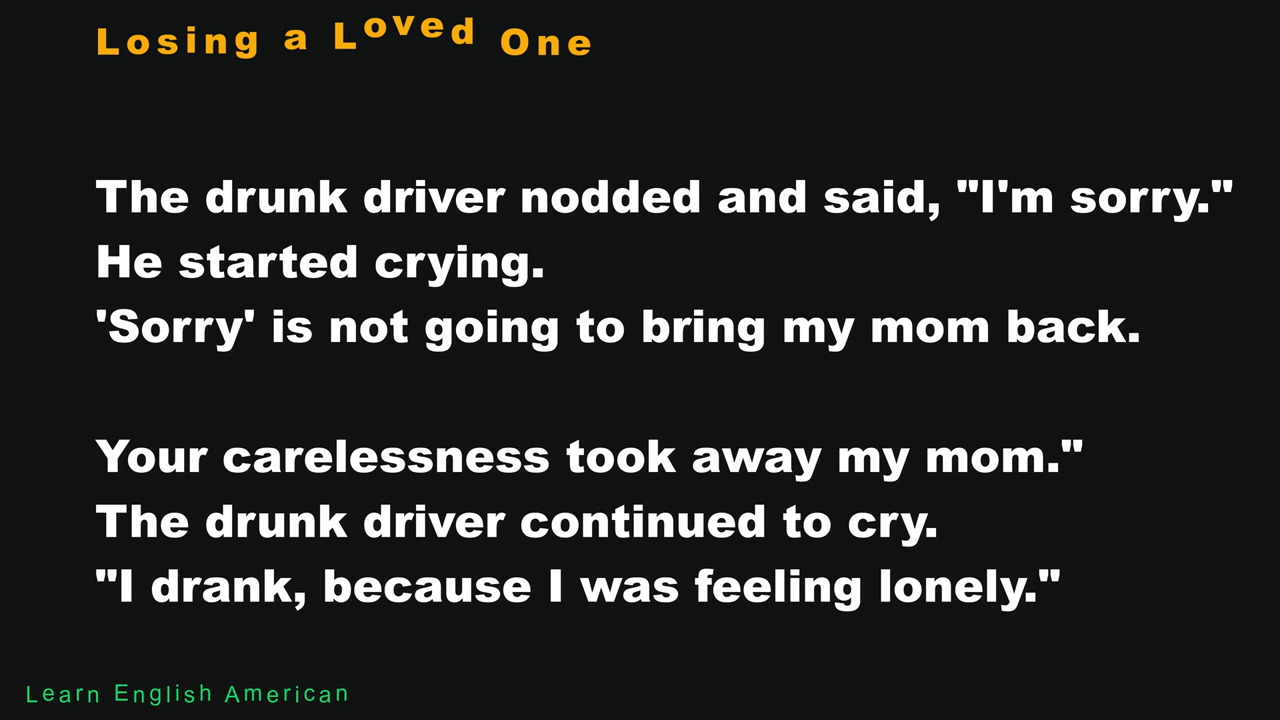 Losing a Loved One
The drunk driver nodded and said, "I'm sorry."
He started crying.
'Sorry' is not going to bring my mom back.
Your carelessness took away my mom."
The drunk driver continued to cry.
"I drank, because I was feeling lonely."
Learn English American